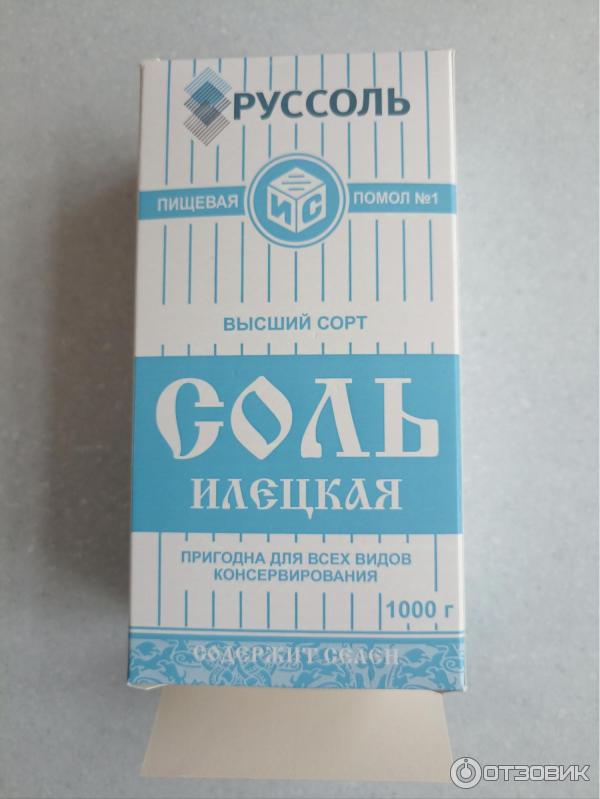 РУССОЛЬ
ПИЩЕВАЯ ИС ПОМОЛ №1
ВЫСШИЙ СОРТ
СОЛЬ
ИЛЕЦКАЯ
ПРИГОДНА ДЛЯ ВСЕХ ВИДОВ
КОНСЕРВИРОВАНИЯ
1000 г
СОДЕРЖИТ СЕЛЕН
ОТЗОВИК